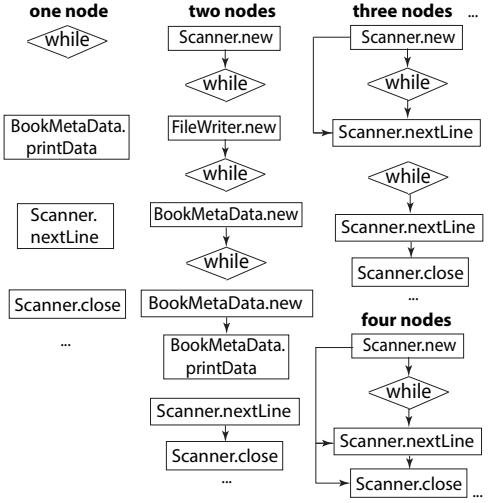 one node
while
BookMetaData.
printData
Scanner.
nextLine
Scanner.close
...
two nodes
Scanner.new
while
FileWriter.new
while
BookMetaData.new
while
BookMetaData.new
BookMetaData.
printData
Scanner.nextLine
Scanner.close
...
three nodes ...
Scanner.new
while
Scanner.nextLine
while
Scanner.nextLine
Scanner.close
...
four nodes
Scanner.new
while
Scanner.nextLine
Scanner.close
...